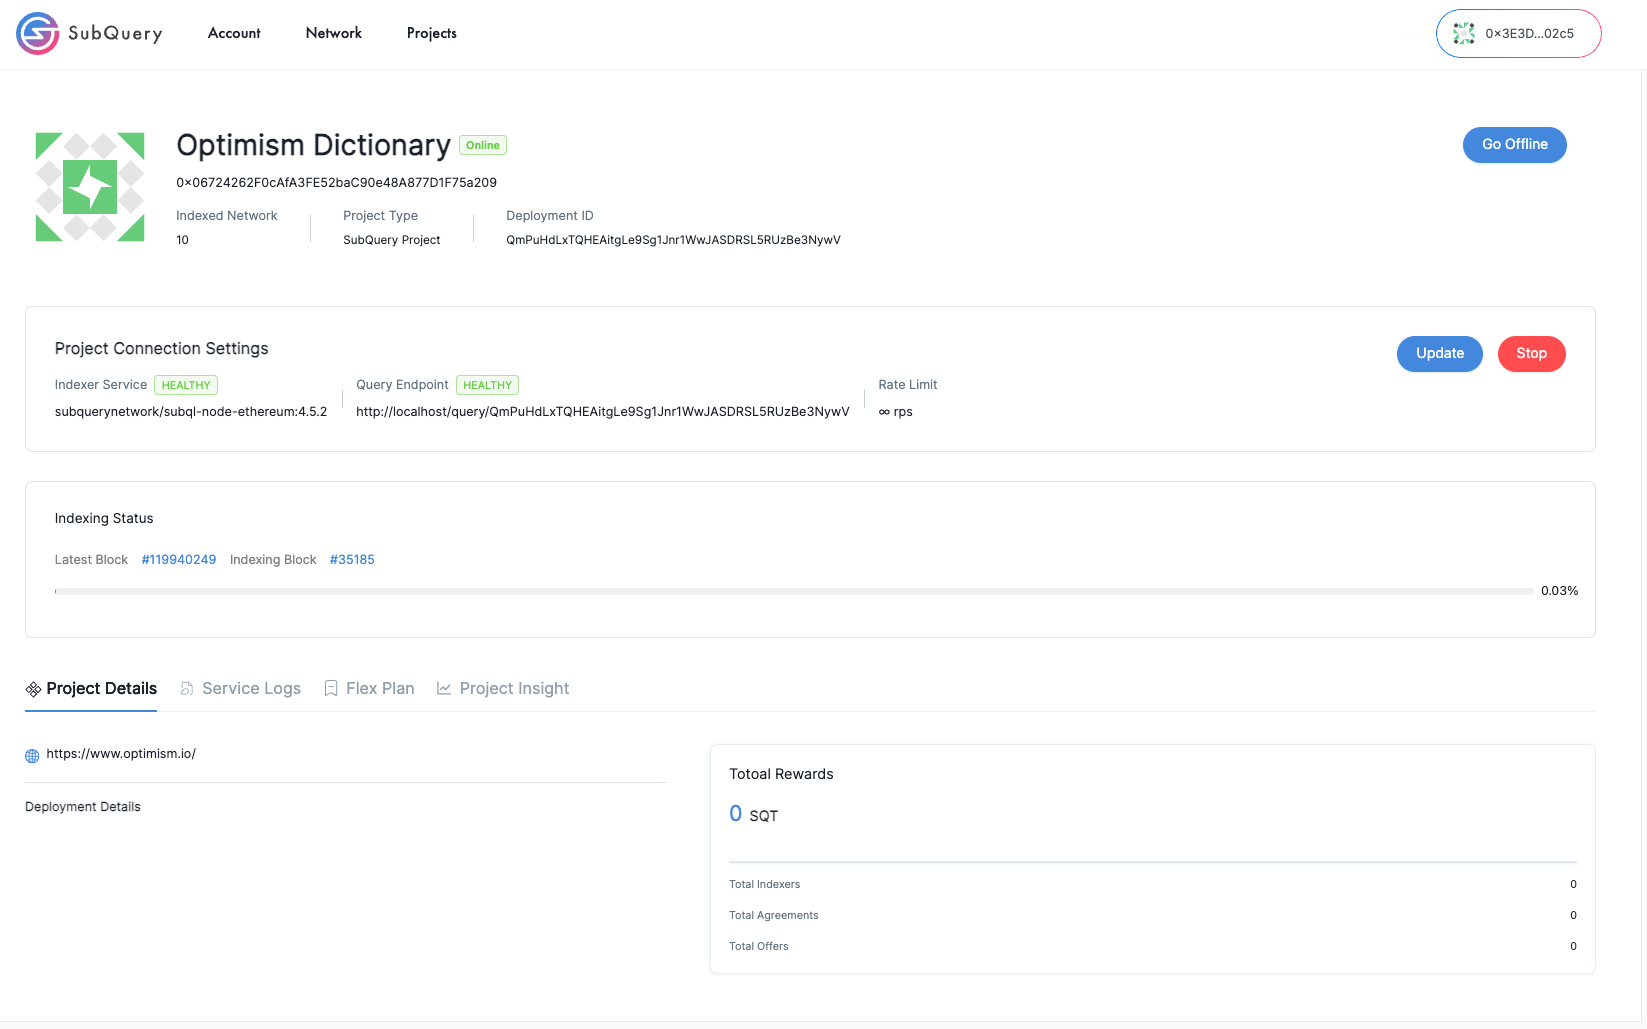 SubQuery
Account Network Projects
0x3E3D...02c5
Optimism Dictionary Online
Go Offline
0x06724262F0cAfA3FE52baC90e48A877D1F75a209
Indexed Network Project Type Deployment ID
10 SubQuery Project QmPuHdLxTQHEAitgLe9Sg1Jnr1WwJASDRSL5RUzBe3NywV
Project Connection Settings
Update Stop
Indexer Service HEALTHY Query Endpoint HEALTHY Rate Limit
subquerynetwork/subql-node-ethereum:4.5.2 http://localhost/query/QmPuHdLxTQHEAitgLe9Sg1Jnr1WwJASDRSL5RUzBe3NywV ∞ rps
Indexing Status
Latest Block #119940249 Indexing Block #35185
0.03%
Project Details Service Logs Flex Plan Project Insight
https://www.optimism.io/
Deployment Details
Totoal Rewards
0 SQT
Total Indexers 0
Total Agreements 0
Total Offers 0